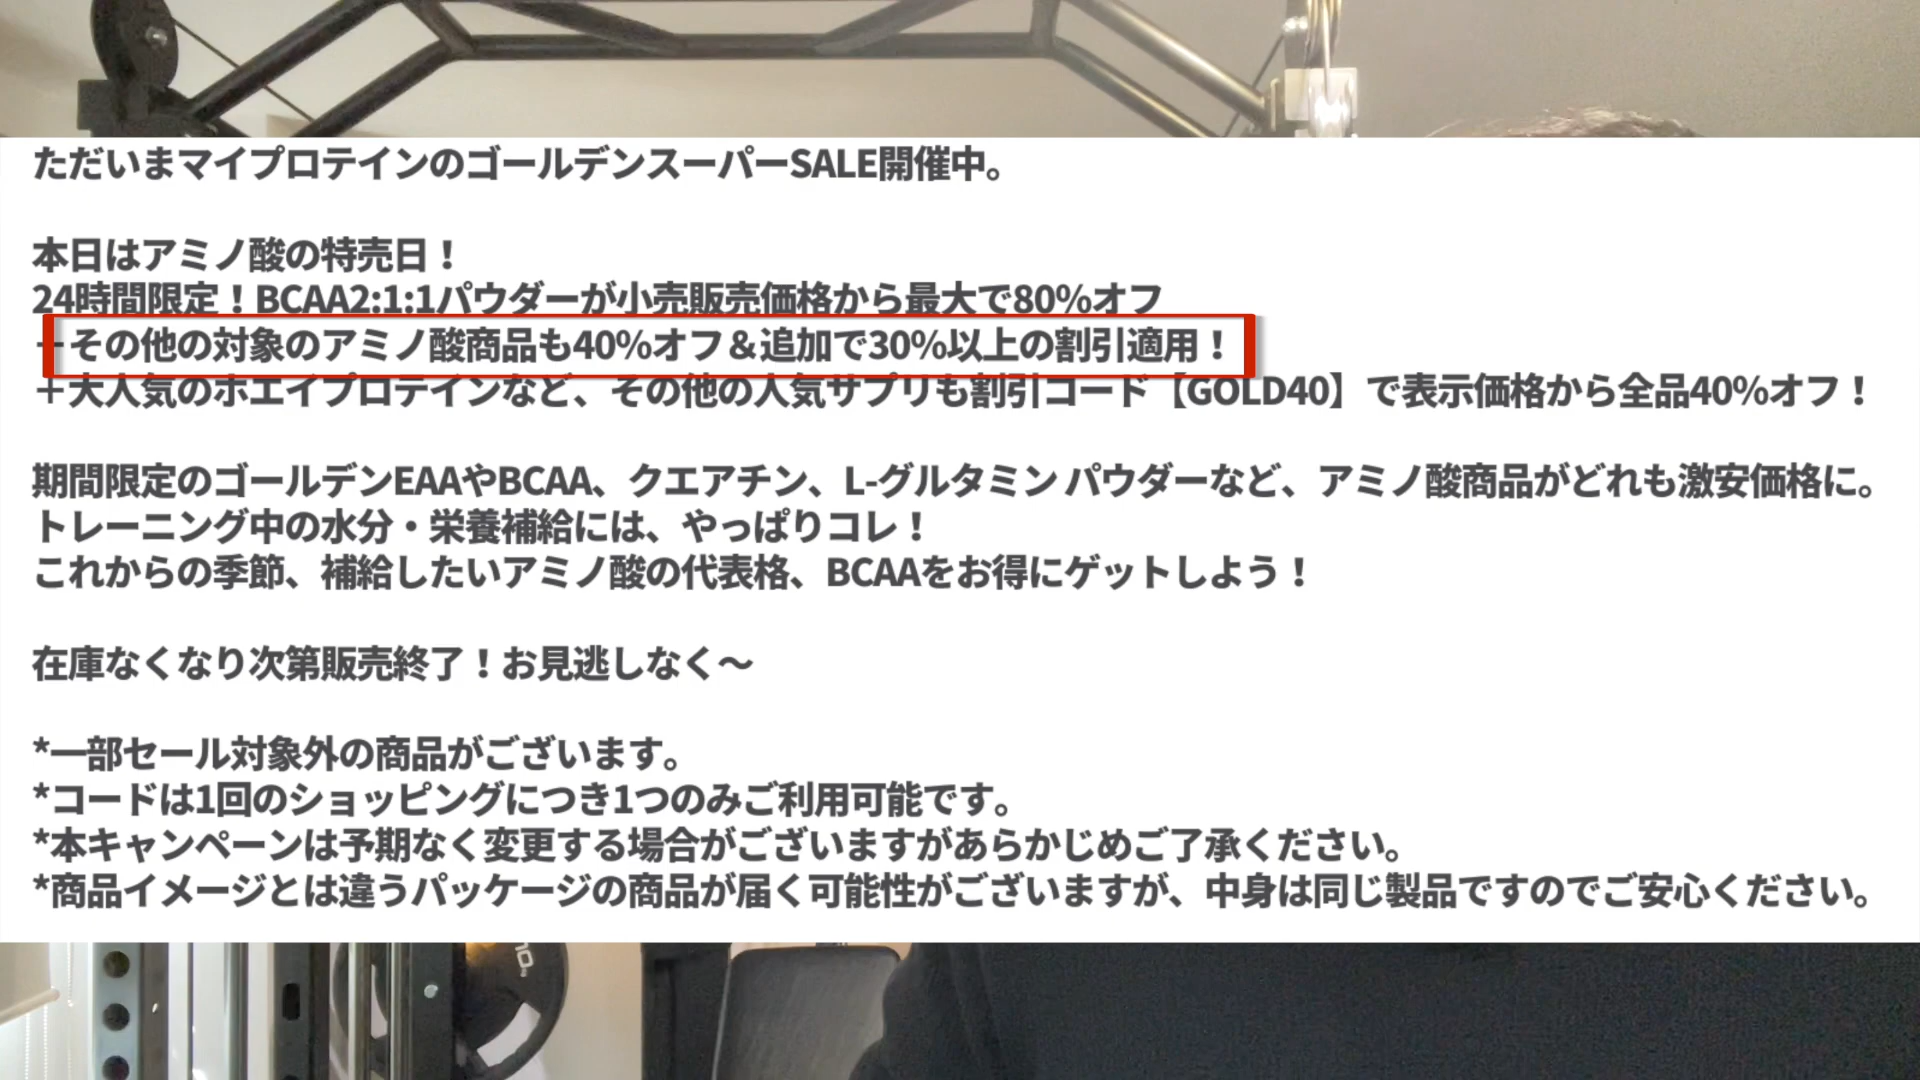 ただいまマイプロテインのゴールデンスーパーSALE開催中。
本日はアミノ酸の特売日！
24時間限定！BCAA2:1:1パウダーが小売販売価格から最大で80%オフ
＋その他の対象のアミノ酸商品も40%オフ＆追加で30%以上の割引適用！
＋大人気のホエイプロテインなど、その他の人気サプリも割引コード【GOLD40】で表示価格から全品40%オフ！
期間限定のゴールデンEAAやBCAA、クエアチン、L-グルタミン パウダーなど、アミノ酸商品がどれも激安価格に。
トレーニング中の水分・栄養補給には、やっぱりコレ！
これからの季節、補給したいアミノ酸の代表格、BCAAをお得にゲットしよう！
在庫なくなり次第販売終了！お見逃しなく～
*一部セール対象外の商品がございます。
*コードは1回のショッピングにつき1つのみご利用可能です。
*本キャンペーンは予期なく変更する場合がございますがあらかじめご了承ください。
*商品イメージとは違うパッケージの商品が届く可能性がございますが、中身は同じ製品ですのでご安心ください。
10